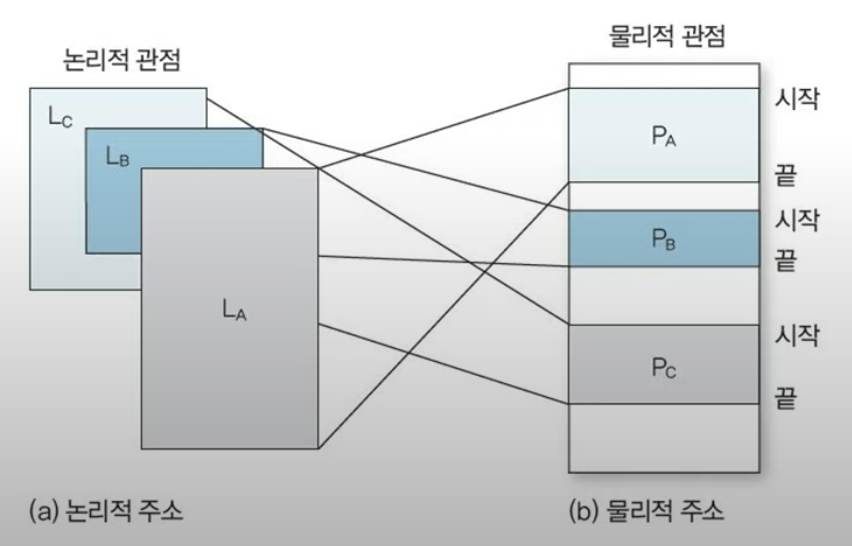 논리적 관점
L_C
L_B
L_A
(a) 논리적 주소
물리적 관점
P_A
시작
끝
P_B
시작
끝
P_C
시작
끝
(b) 물리적 주소